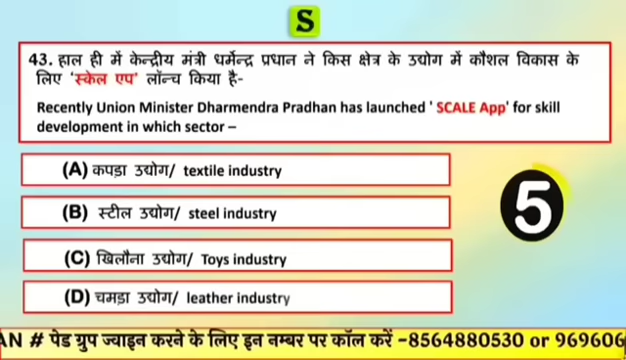 S
43. हाल ही में केन्द्रीय मंत्री धर्मेन्द्र प्रधान ने किस क्षेत्र के उद्योग में कौशल विकास के
लिए 'स्केल एप' लॉन्च किया है-
Recently Union Minister Dharmendra Pradhan has launched ' SCALE App' for skill
development in which sector –
(A) कपड़ा उद्योग/ textile industry
(B) स्टील उद्योग/ steel industry
5
(C) खिलौना उद्योग/ Toys industry
(D) चमड़ा उद्योग/ leather industry
AN # पेड ग्रुप ज्वाइन करने के लिए इन नम्बर पर कॉल करें -8564880530 or 969606